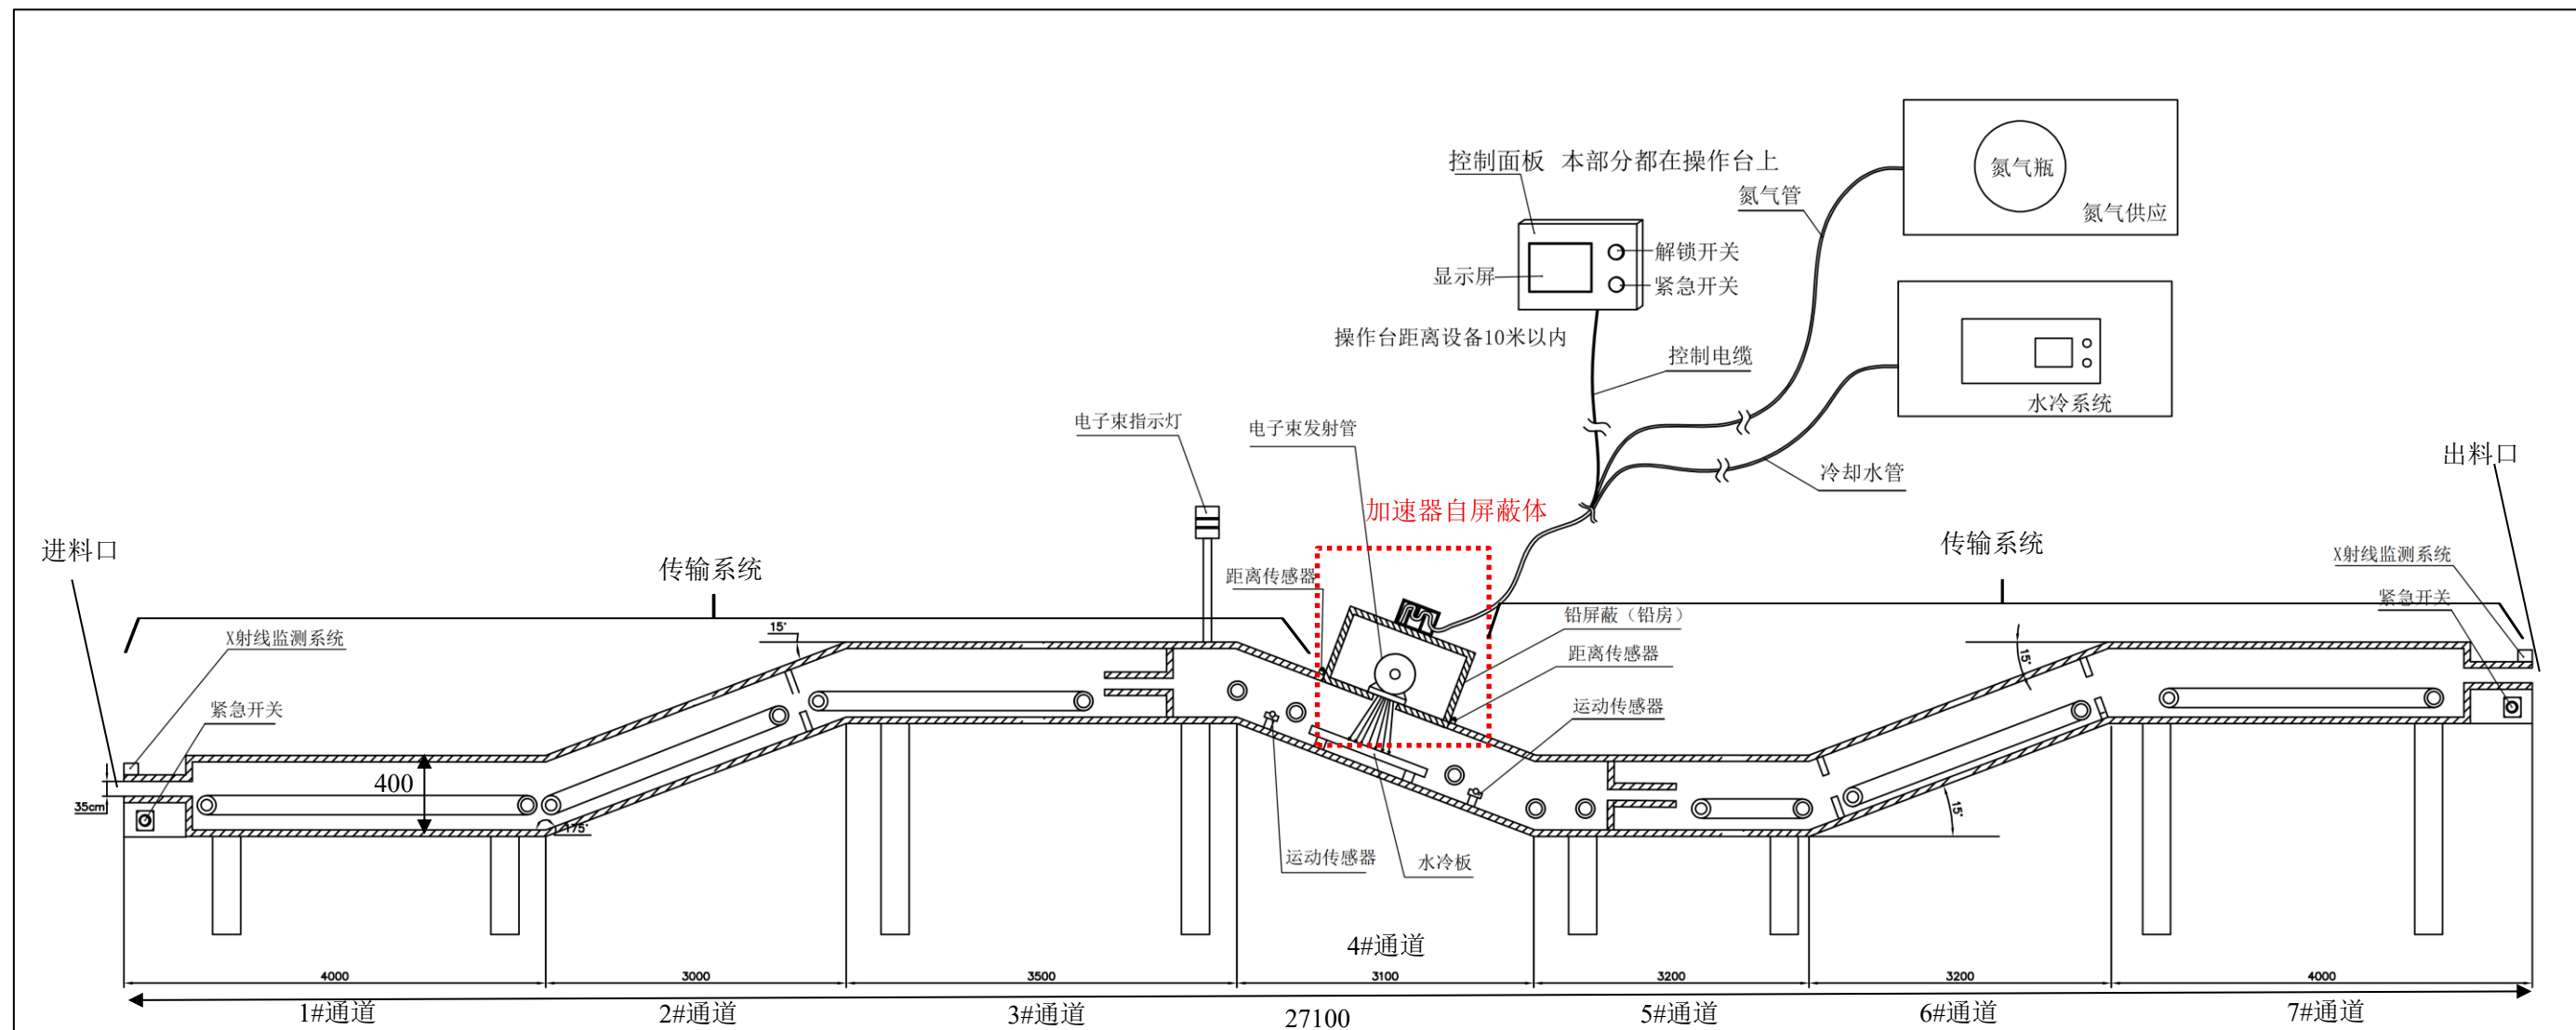 控制面板 本部分都在操作台上
氮气管
氮气瓶
氮气供应
解锁开关
显示屏
紧急开关
操作台距离设备10米以内
控制电缆
水冷系统
电子束指示灯
电子束发射管
冷却水管
出料口
加速器自屏蔽体
进料口
传输系统
传输系统
X射线监测系统
距离传感器
紧急开关
铅屏蔽（铅房）
15°
X射线监测系统
距离传感器
15°
紧急开关
运动传感器
400
35cm
175°
15°
运动传感器
水冷板
4#通道
4000
3000
3500
3100
3200
3200
4000
1#通道
2#通道
3#通道
27100
5#通道
6#通道
7#通道